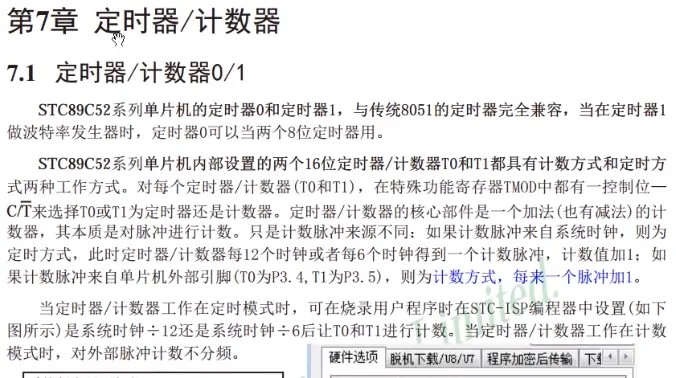 第7章 定时器/计数器
7.1 定时器/计数器0/1
STC89C52系列单片机的定时器0和定时器1，与传统8051的定时器完全兼容，当在定时器1
做波特率发生器时，定时器0可以当两个8位定时器用。
STC89C52系列单片机内部设置的两个16位定时器/计数器T0和T1都具有计数方式和定时方
式两种工作方式。对每个定时器/计数器(T0和T1)，在特殊功能寄存器TMOD中都有一控制位—
C/T̅来选择T0或T1为定时器还是计数器。定时器/计数器的核心部件是一个加法(也有减法)的计
数器，其本质是对脉冲进行计数。只是计数脉冲来源不同：如果计数脉冲来自系统时钟，则为
定时方式，此时定时器/计数器每12个时钟或者每6个时钟得到一个计数脉冲，计数值加1；如
果计数脉冲来自单片机外部引脚(T0为P3.4,T1为P3.5)，则为计数方式，每来一个脉冲加1。
当定时器/计数器工作在定时模式时，可在烧录用户程序时在STC-ISP编程器中设置(如下
图所示)是系统时钟÷12还是系统时钟÷6后让T0和T1进行计数。当定时器/计数器工作在计数
模式时，对外部脉冲计数不分频。
硬件选项 脱机下载/U8/U7 程序加密后传输
Limited.